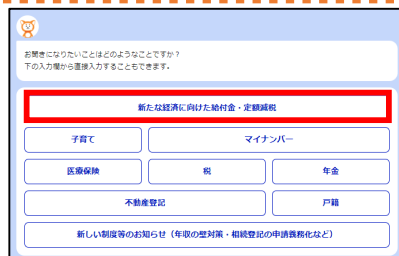 お聞きになりたいことはどのようなことですか？
下の入力欄から直接入力することもできます。
新たな経済に向けた給付金・定額減税
子育て
マイナンバー
医療保険
税
年金
不動産登記
戸籍
新しい制度等のお知らせ（年収の壁対策・相続登記の申請義務化など）